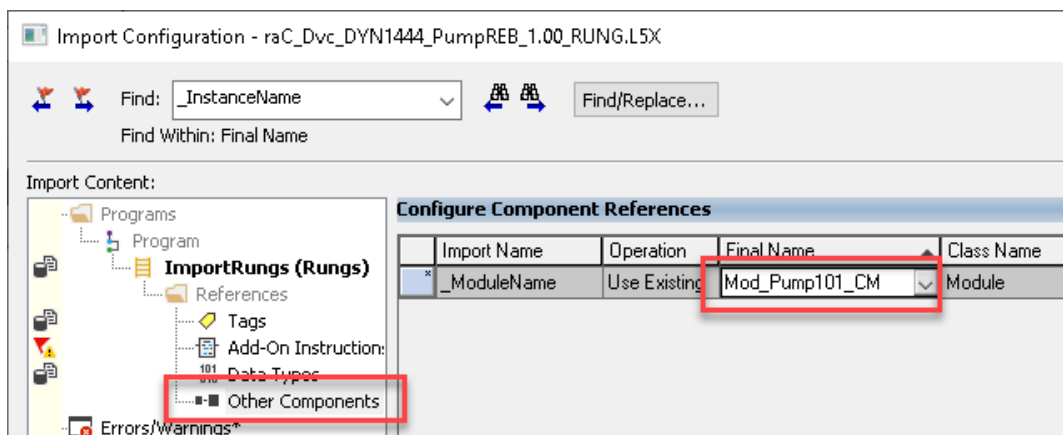 Import Configuration - raC_Dvc_DYN1444_PumpREB_1.00_RUNG.L5X
Find: _InstanceName Find/Replace...
Find Within: Final Name
Import Content:
Programs
Program
ImportRungs (Rungs)
References
Tags
Add-On Instruction:
Data Types
Other Components
Errors/Warnings*
Configure Component References
Import Name Operation Final Name Class Name
* _ModuleName Use Existing Mod_Pump101_CM Module